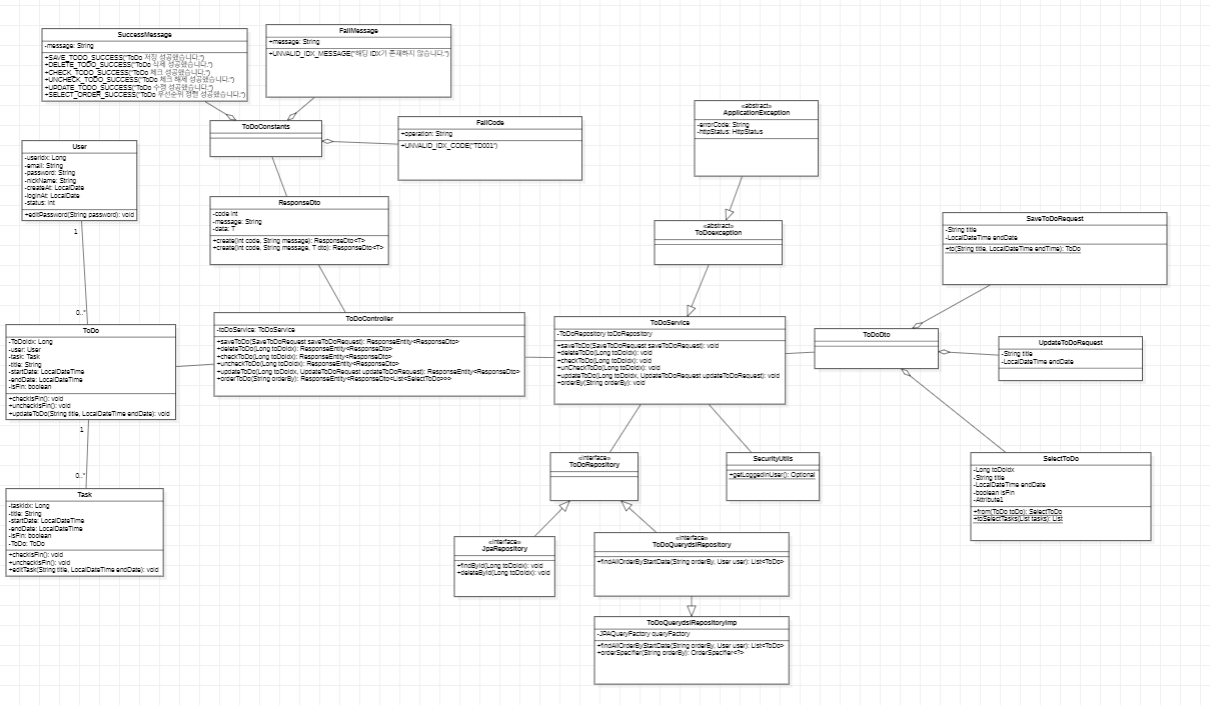 SuccessMessage
-message: String
+SAVE_TODO_SUCCESS("ToDo 저장 성공했습니다.")
+DELETE_TODO_SUCCESS("ToDo 삭제 성공했습니다.")
+CHECK_TODO_SUCCESS("ToDo 체크 성공했습니다.")
+UNCHECK_TODO_SUCCESS("ToDo 체크 해제 성공했습니다.")
+UPDATE_TODO_SUCCESS("ToDo 수정 성공했습니다.")
+SELECT_ORDER_SUCCESS("ToDo 우선순위 정렬 성공했습니다.")
FailMessage
+message: String
+UNVALID_IDX_MESSAGE("해당 IDX가 존재하지 않습니다.")
ToDoConstants
FailCode
+operation: String
+UNVALID_IDX_CODE("TD001")
«abstract»
ApplicationException
-errorCode: String
-httpStatus: HttpStatus
User
-userIdx: Long
-email: String
-password: String
-nickName: String
-createAt: LocalDate
-loginAt: LocalDate
-status: int
+editPassword(String password): void
1
0..*
ResponseDto
-code int
-message: String
-data: T
+create(int code, String message): ResponseDto<T>
+create(int code, String message, T dto): ResponseDto<T>
«abstract»
ToDoexception
SaveToDoRequest
-String title
-LocalDateTime endDate
+to(String title, LocalDateTime endTime): ToDo
ToDo
-ToDoIdx: Long
-user: User
-task: Task
-title: String
-startDate: LocalDateTime
-endDate: LocalDateTime
-isFin: boolean
+checkIsFin(): void
+uncheckIsFin(): void
+updateToDo(String title, LocalDateTime endDate): void
1
0..*
ToDoController
-toDoService: ToDoService
+saveToDo(SaveToDoRequest saveToDoRequest): ResponseEntity<ResponseDto>
+deleteToDo(Long toDoIdx): ResponseEntity<ResponseDto>
+checkToDo(Long toDoIdx): ResponseEntity<ResponseDto>
+uncheckToDo(Long toDoIdx): ResponseEntity<ResponseDto>
+updateToDo(Long toDoIdx, UpdateToDoRequest updateToDoRequest): ResponseEntity<ResponseDto>
+orderToDo(String orderBy): ResponseEntity<ResponseDto<List<SelectToDo>>>
ToDoService
-ToDoRepository toDoRepository
+saveToDo(SaveToDoRequest saveToDoRequest): void
+deleteToDo(Long toDoIdx): void
+checkToDo(Long toDoIdx): void
+unCheckToDo(Long toDoIdx): void
+updateToDo(Long toDoIdx, UpdateToDoRequest updateToDoRequest): void
+orderBy(String orderBy): void
ToDoDto
UpdateToDoRequest
-String title
-LocalDateTime endDate
«interface»
ToDoRepository
SecurityUtils
+getLoggedInUser(): Optional
SelectToDo
-Long toDoIdx
-String title
-LocalDateTime endDate
-boolean isFin
-Attribute1
+from(ToDo toDo): SelectToDo
+toSelectTasks(List tasks): List
Task
-taskIdx: Long
-title: String
-startDate: LocalDateTime
-endDate: LocalDateTime
-isFin: boolean
-ToDo: ToDo
+checkIsFin(): void
+uncheckIsFin(): void
+editTask(String title, LocalDateTime endDate): void
«interface»
JpaRepository
+findById(Long toDoIdx): void
+deleteById(Long toDoIdx): void
«interface»
ToDoQuerydslRepository
+findAllOrderByStartDate(String orderBy, User user): List<ToDo>
ToDoQuerydslRepositoryImp
-JPAQueryFactory queryFactory
+findAllOrderByStartDate(String orderBy, User user): List<ToDo>
+orderSpecifier(String orderBy): OrderSpecifier<?>